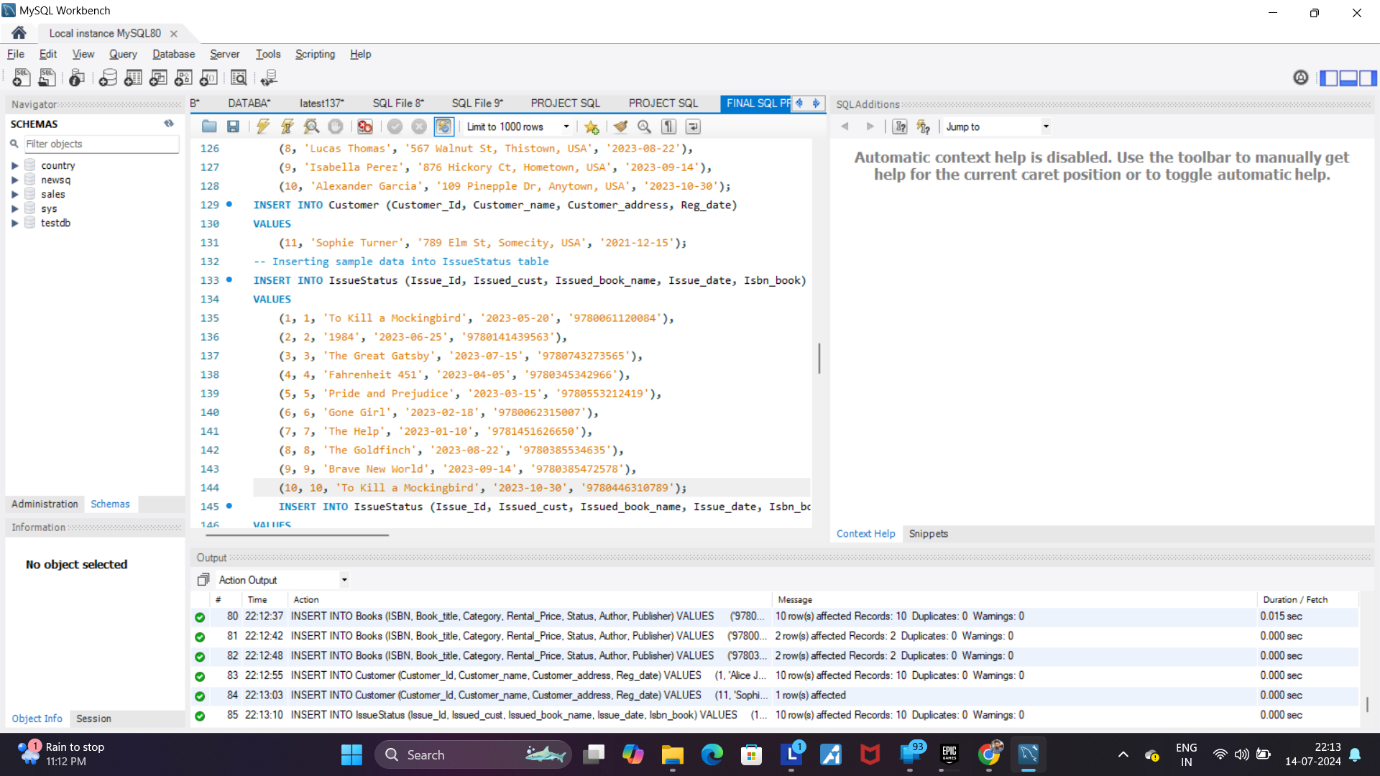 MySQL Workbench
Local instance MySQL80
File Edit View Query Database Server Tools Scripting Help
Navigator
SCHEMAS
Filter objects
country
newsq
sales
sys
testdb
Administration Schemas
Information
No object selected
Object Info Session
B* DATABA* latest137* SQL File 8* SQL File 9* PROJECT SQL PROJECT SQL FINAL SQL PR
Limit to 1000 rows
126 (8, 'Lucas Thomas', '567 Walnut St, Thistown, USA', '2023-08-22'),
127 (9, 'Isabella Perez', '876 Hickory Ct, Hometown, USA', '2023-09-14'),
128 (10, 'Alexander Garcia', '109 Pinepple Dr, Anytown, USA', '2023-10-30');
129 INSERT INTO Customer (Customer_Id, Customer_name, Customer_address, Reg_date)
130 VALUES
131 (11, 'Sophie Turner', '789 Elm St, Somecity, USA', '2021-12-15');
132 -- Inserting sample data into IssueStatus table
133 INSERT INTO IssueStatus (Issue_Id, Issued_cust, Issued_book_name, Issue_date, Isbn_book)
134 VALUES
135 (1, 1, 'To Kill a Mockingbird', '2023-05-20', '9780061120084'),
136 (2, 2, '1984', '2023-06-25', '9780141439563'),
137 (3, 3, 'The Great Gatsby', '2023-07-15', '9780743273565'),
138 (4, 4, 'Fahrenheit 451', '2023-04-05', '9780345342966'),
139 (5, 5, 'Pride and Prejudice', '2023-03-15', '9780553212419'),
140 (6, 6, 'Gone Girl', '2023-02-18', '9780062315007'),
141 (7, 7, 'The Help', '2023-01-10', '9781451626650'),
142 (8, 8, 'The Goldfinch', '2023-08-22', '9780385534635'),
143 (9, 9, 'Brave New World', '2023-09-14', '9780385472578'),
144 (10, 10, 'To Kill a Mockingbird', '2023-10-30', '9780446310789');
145 INSERT INTO IssueStatus (Issue_Id, Issued_cust, Issued_book_name, Issue_date, Isbn_bo
146 VALUES
SQLAdditions
Jump to
Automatic context help is disabled. Use the toolbar to manually get
help for the current caret position or to toggle automatic help.
Context Help Snippets
Output
Action Output
# Time Action Message Duration / Fetch
80 22:12:37 INSERT INTO Books (ISBN, Book_title, Category, Rental_Price, Status, Author, Publisher) VALUES ('9780... 10 row(s) affected Records: 10 Duplicates: 0 Warnings: 0 0.015 sec
81 22:12:42 INSERT INTO Books (ISBN, Book_title, Category, Rental_Price, Status, Author, Publisher) VALUES ('97800... 2 row(s) affected Records: 2 Duplicates: 0 Warnings: 0 0.000 sec
82 22:12:48 INSERT INTO Books (ISBN, Book_title, Category, Rental_Price, Status, Author, Publisher) VALUES ('97803... 2 row(s) affected Records: 2 Duplicates: 0 Warnings: 0 0.000 sec
83 22:12:55 INSERT INTO Customer (Customer_Id, Customer_name, Customer_address, Reg_date) VALUES (1, 'Alice J... 10 row(s) affected Records: 10 Duplicates: 0 Warnings: 0 0.000 sec
84 22:13:03 INSERT INTO Customer (Customer_Id, Customer_name, Customer_address, Reg_date) VALUES (11, 'Sophi... 1 row(s) affected 0.000 sec
85 22:13:10 INSERT INTO IssueStatus (Issue_Id, Issued_cust, Issued_book_name, Issue_date, Isbn_book) VALUES (1... 10 row(s) affected Records: 10 Duplicates: 0 Warnings: 0 0.000 sec
1 Rain to stop
11:12 PM
Search
L 1
93
EPIC
GAMES
ENG
IN
22:13
14-07-2024